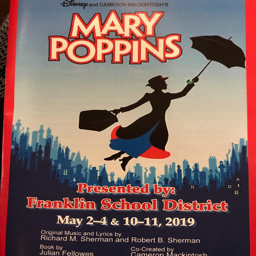 Disney and CAMERON MACKINTOSH'S
MARY
POPPINS
Presented by:
Franklin School District
May 2-4 & 10-11, 2019
Original Music and Lyrics by
Richard M. Sherman and Robert B. Sherman
Book by
Co-Created by
Julian Fellowes
Cameron Mackintosh